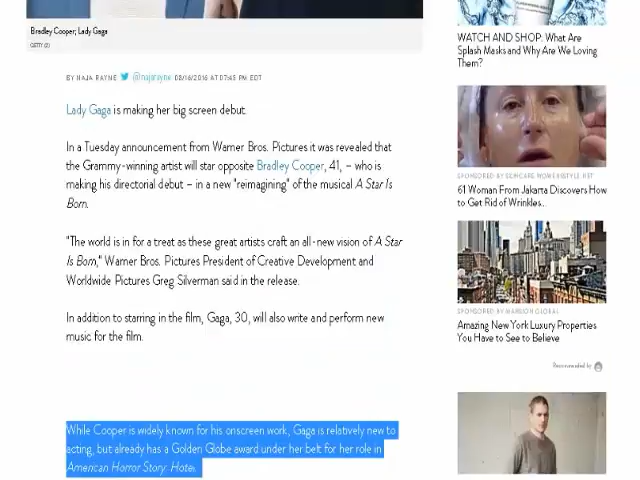 Bradley Cooper; Lady Gaga
GETTY (2)
BY NAJA RAYNE @najarayne 08/16/2016 AT 07:45 PM EDT
Lady Gaga is making her big screen debut.
In a Tuesday announcement from Warner Bros. Pictures it was revealed that
the Grammy-winning artist will star opposite Bradley Cooper, 41, – who is
making his directorial debut – in a new "reimagining" of the musical A Star Is
Born.
"The world is in for a treat as these great artists craft an all-new vision of A Star
Is Born," Warner Bros. Pictures President of Creative Development and
Worldwide Pictures Greg Silverman said in the release.
In addition to starring in the film, Gaga, 30, will also write and perform new
music for the film.
While Cooper is widely known for his onscreen work, Gaga is relatively new to
acting, but already has a Golden Globe award under her belt for her role in
American Horror Story: Hotel.
WATCH AND SHOP: What Are
Splash Masks and Why Are We Loving
Them?
SPONSORED BY
61 Woman From Jakarta Discovers How
to Get Rid of Wrinkles...
SPONSORED BY MANSION GLOBAL
Amazing New York Luxury Properties
You Have to See to Believe
Recommended by